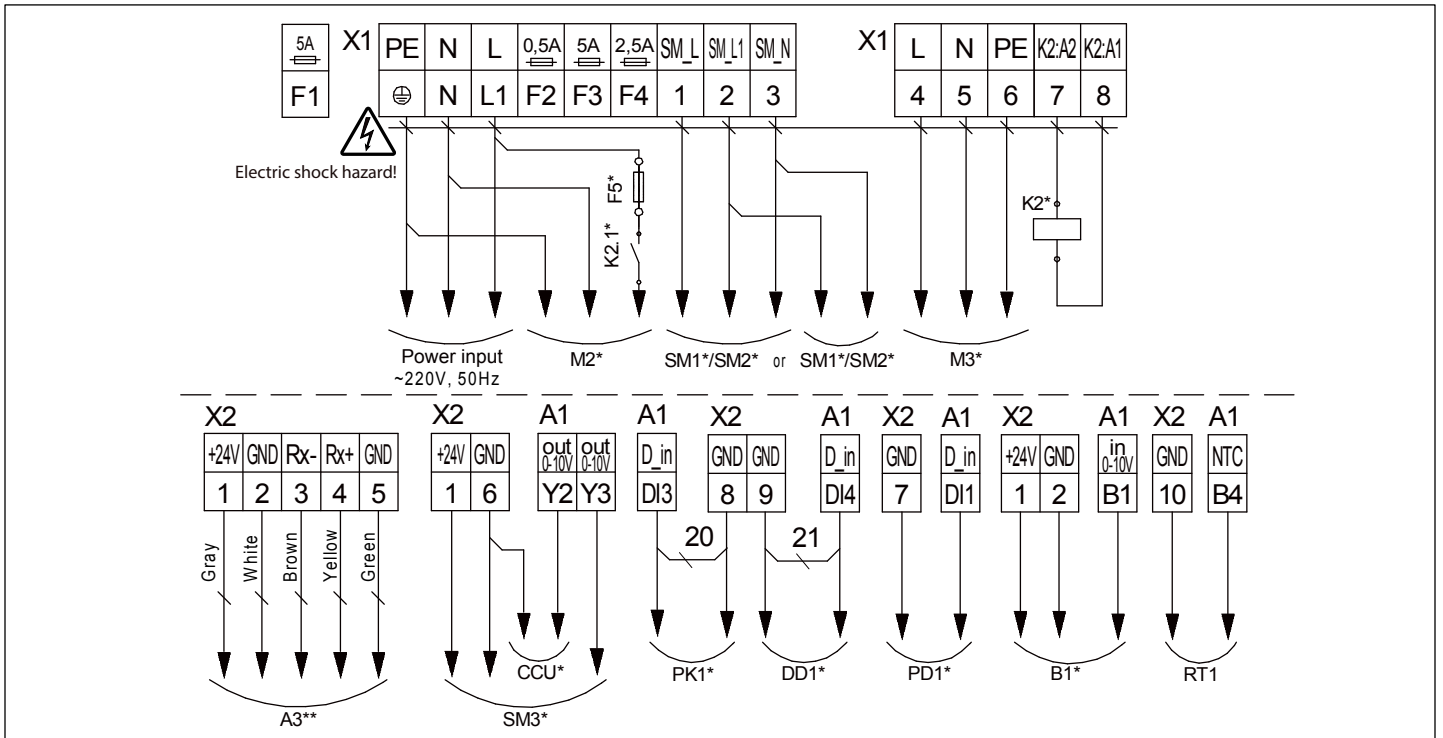 5A X1 PE N L 0,5A 5A 2,5A SM_L SM_L1 SM_N X1 L N PE K2:A2 K2:A1
F1 N L1 F2 F3 F4 1 2 3 4 5 6 7 8
Electric shock hazard!
F5*
K2.1*
K2*
Power input
~220V, 50Hz
M2*
SM1*/SM2* or SM1*/SM2*
M3*
X2 X2 A1 A1 X2 A1 X2 A1 X2 A1 X2 A1
+24V GND Rx- Rx+ GND +24V GND out 0-10V out 0-10V D_in GND GND D_in GND D_in +24V GND in 0-10V GND NTC
1 2 3 4 5 1 6 Y2 Y3 DI3 8 9 DI4 7 DI1 1 2 B1 10 B4
20 21
Gray
White
Brown
Yellow
Green
CCU* PK1* DD1* PD1* B1* RT1
A3** SM3*